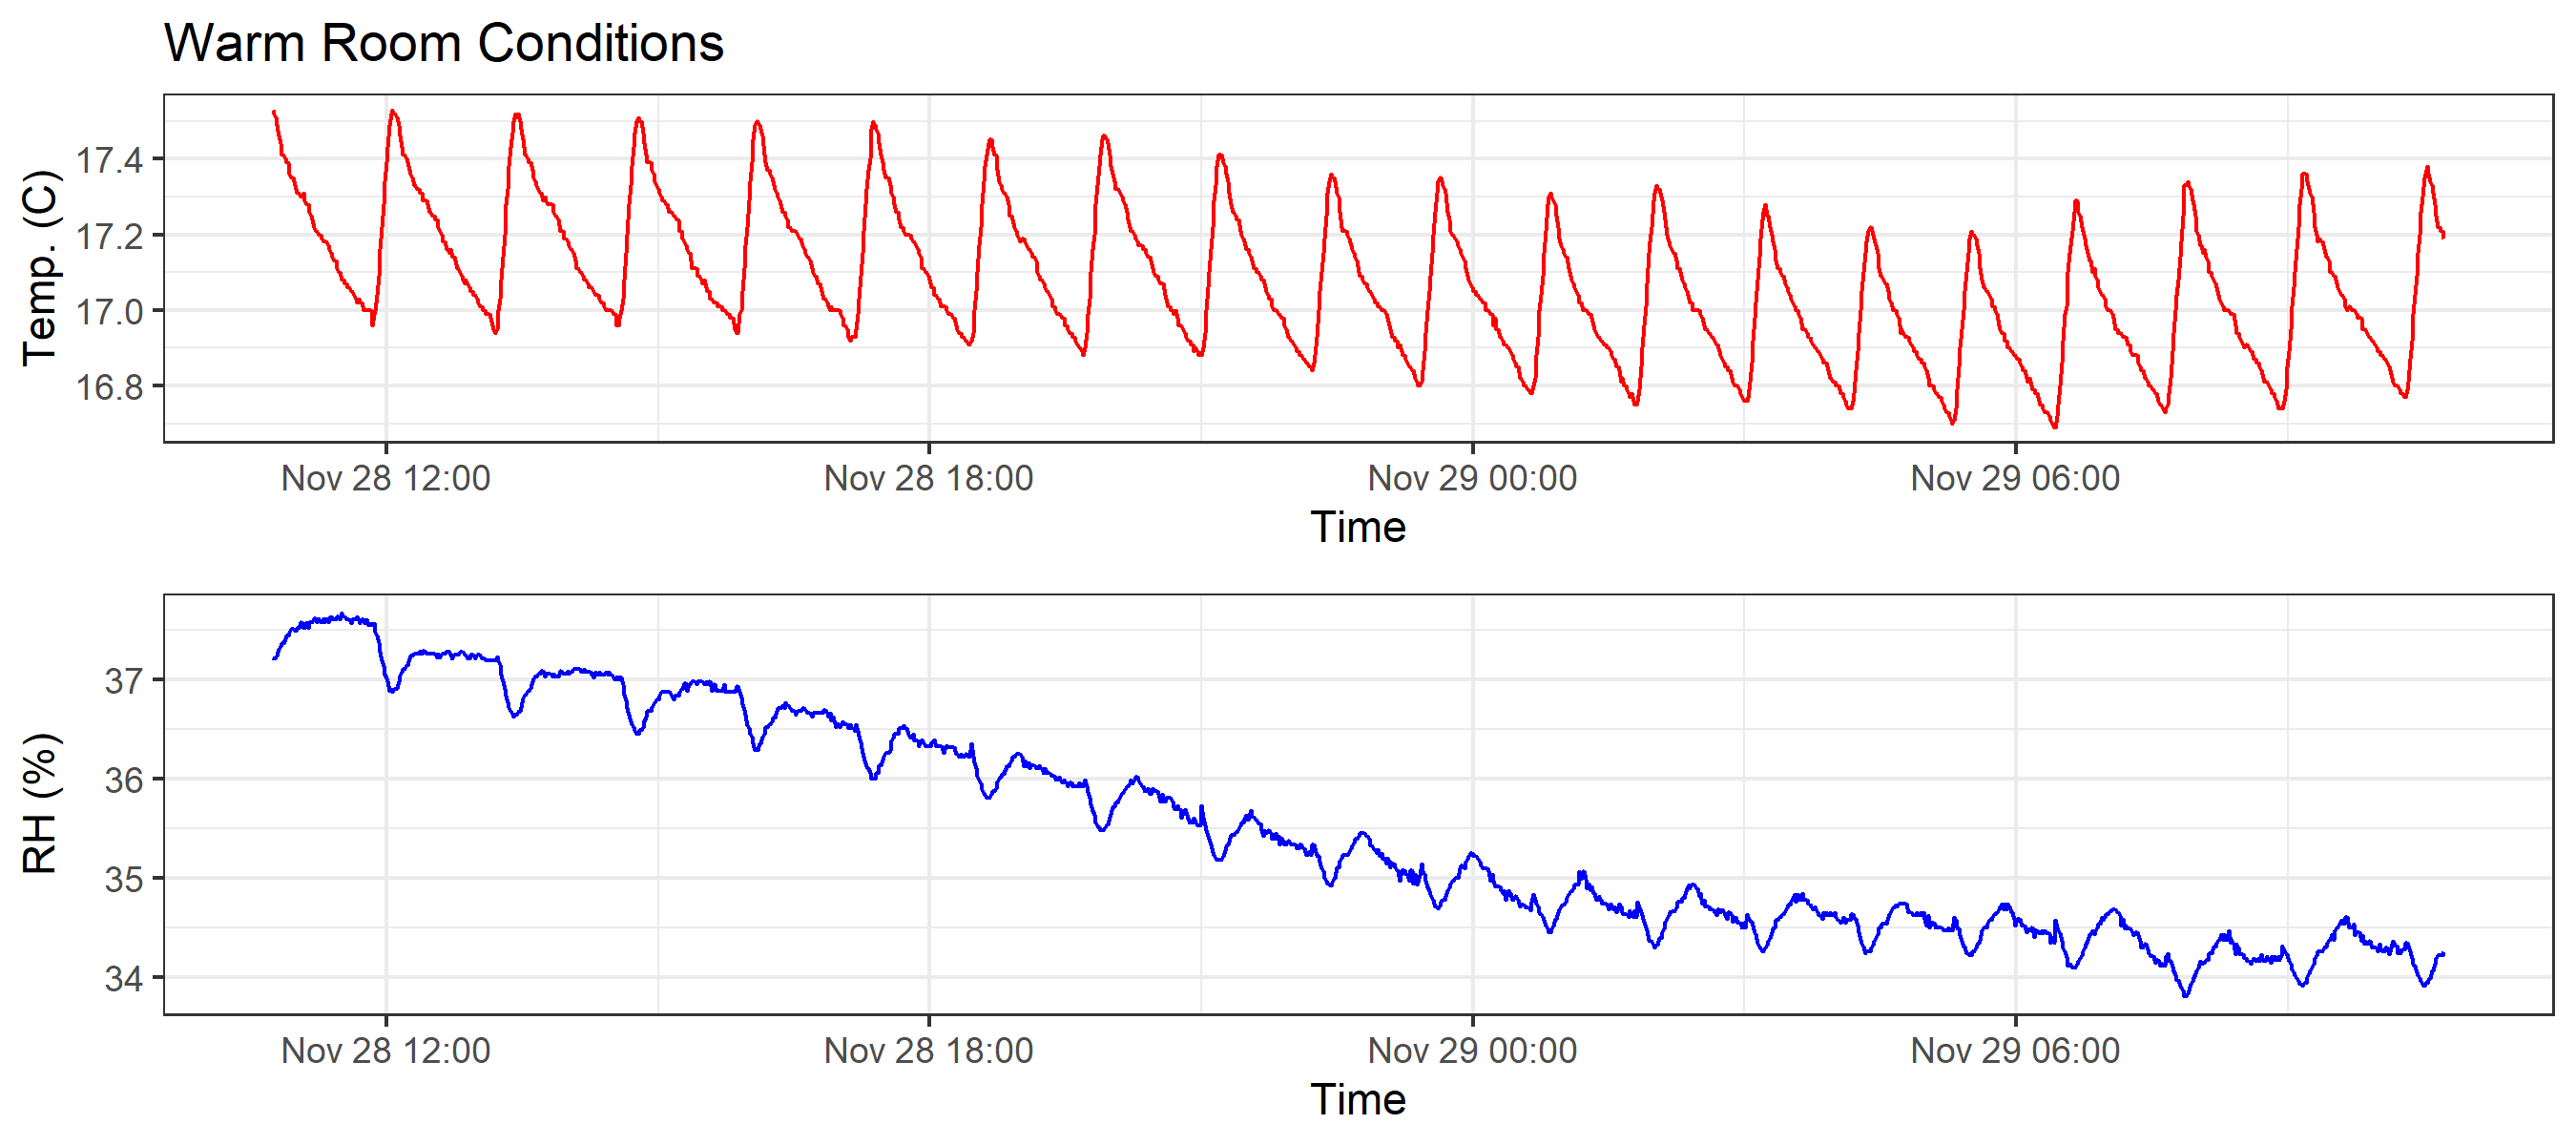 Warm Room Conditions
Temp. (C)
17.4
17.2
17.0
16.8
Nov 28 12:00 Nov 28 18:00 Nov 29 00:00 Nov 29 06:00
Time
RH (%)
37
36
35
34
Nov 28 12:00 Nov 28 18:00 Nov 29 00:00 Nov 29 06:00
Time